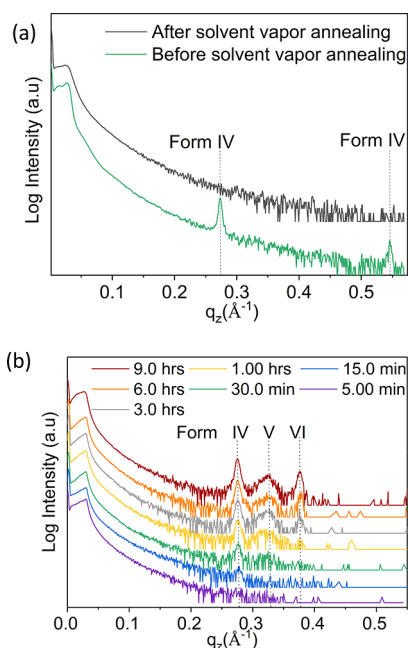 (a)
After solvent vapor annealing
Before solvent vapor annealing
Form IV
Form IV
Log Intensity (a.u)
0.1 0.2 0.3 0.4 0.5
qz(Å-1)
(b)
9.0 hrs 1.00 hrs 15.0 min
6.0 hrs 30.0 min 5.00 min
3.0 hrs
Form IV V VI
Log Intensity (a.u)
0.0 0.1 0.2 0.3 0.4 0.5
qz(Å-1)